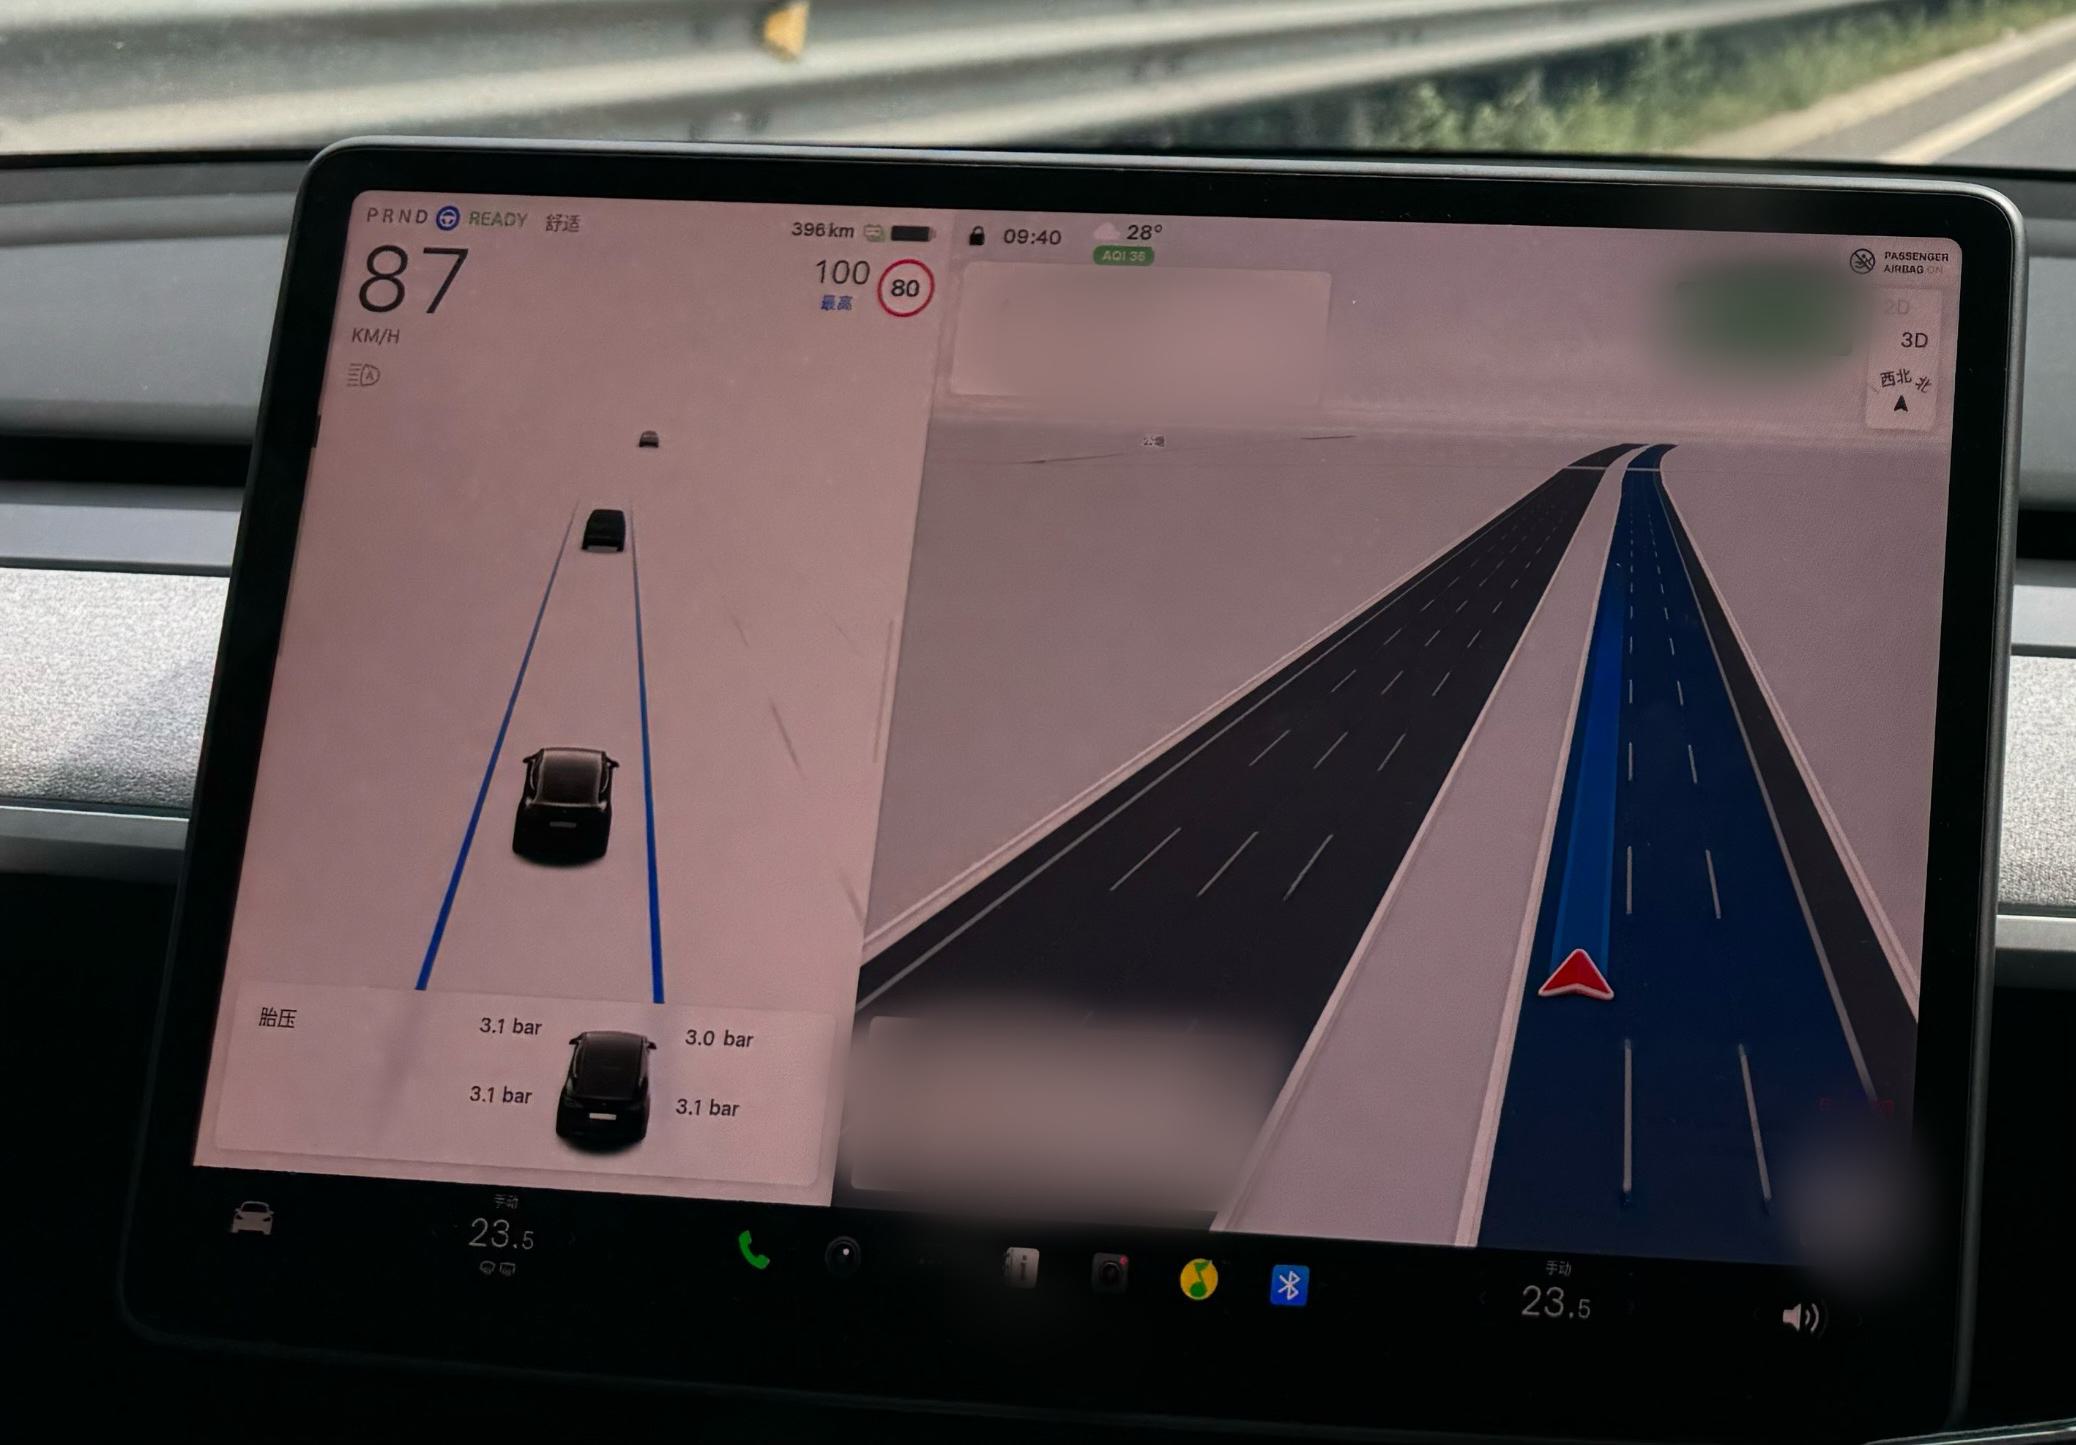 PRND READY 舒适
87
KM/H
396km
100
最高
80
09:40
28°
AQI 36
PASSENGER
AIRBAG ON
2D
3D
西北 北
胎压
3.1 bar
3.0 bar
3.1 bar
3.1 bar
手动
23.5
手动
23.5